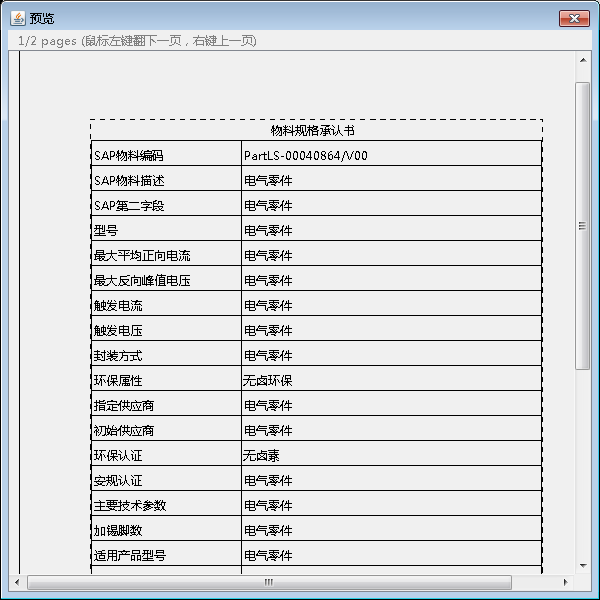 预览
1/2 pages (鼠标左键翻下一页，右键上一页)
物料规格承认书
SAP物料编码 PartLS-00040864/V00
SAP物料描述 电气零件
SAP第二字段 电气零件
型号 电气零件
最大平均正向电流 电气零件
最大反向峰值电压 电气零件
触发电流 电气零件
触发电压 电气零件
封装方式 电气零件
环保属性 无卤环保
指定供应商 电气零件
初始供应商 电气零件
环保认证 无卤素
安规认证 电气零件
主要技术参数 电气零件
加锡脚数 电气零件
适用产品型号 电气零件